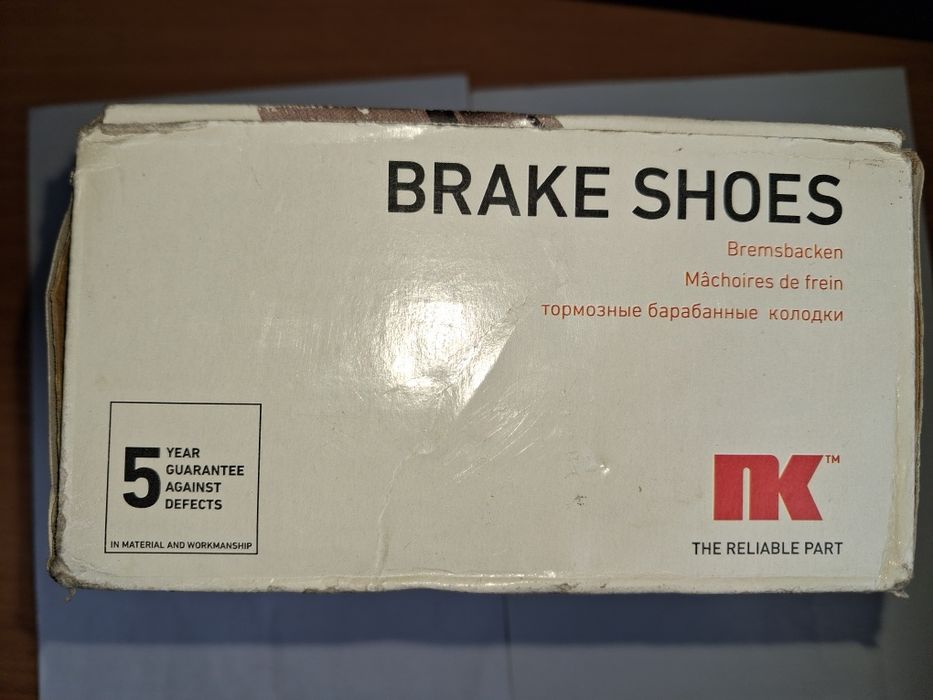 BRAKE SHOES
Bremsbacken
Mâchoires de frein
тормозные барабанные колодки
5 YEAR
GUARANTEE
AGAINST
DEFECTS
IN MATERIAL AND WORKMANSHIP
NK™
THE RELIABLE PART